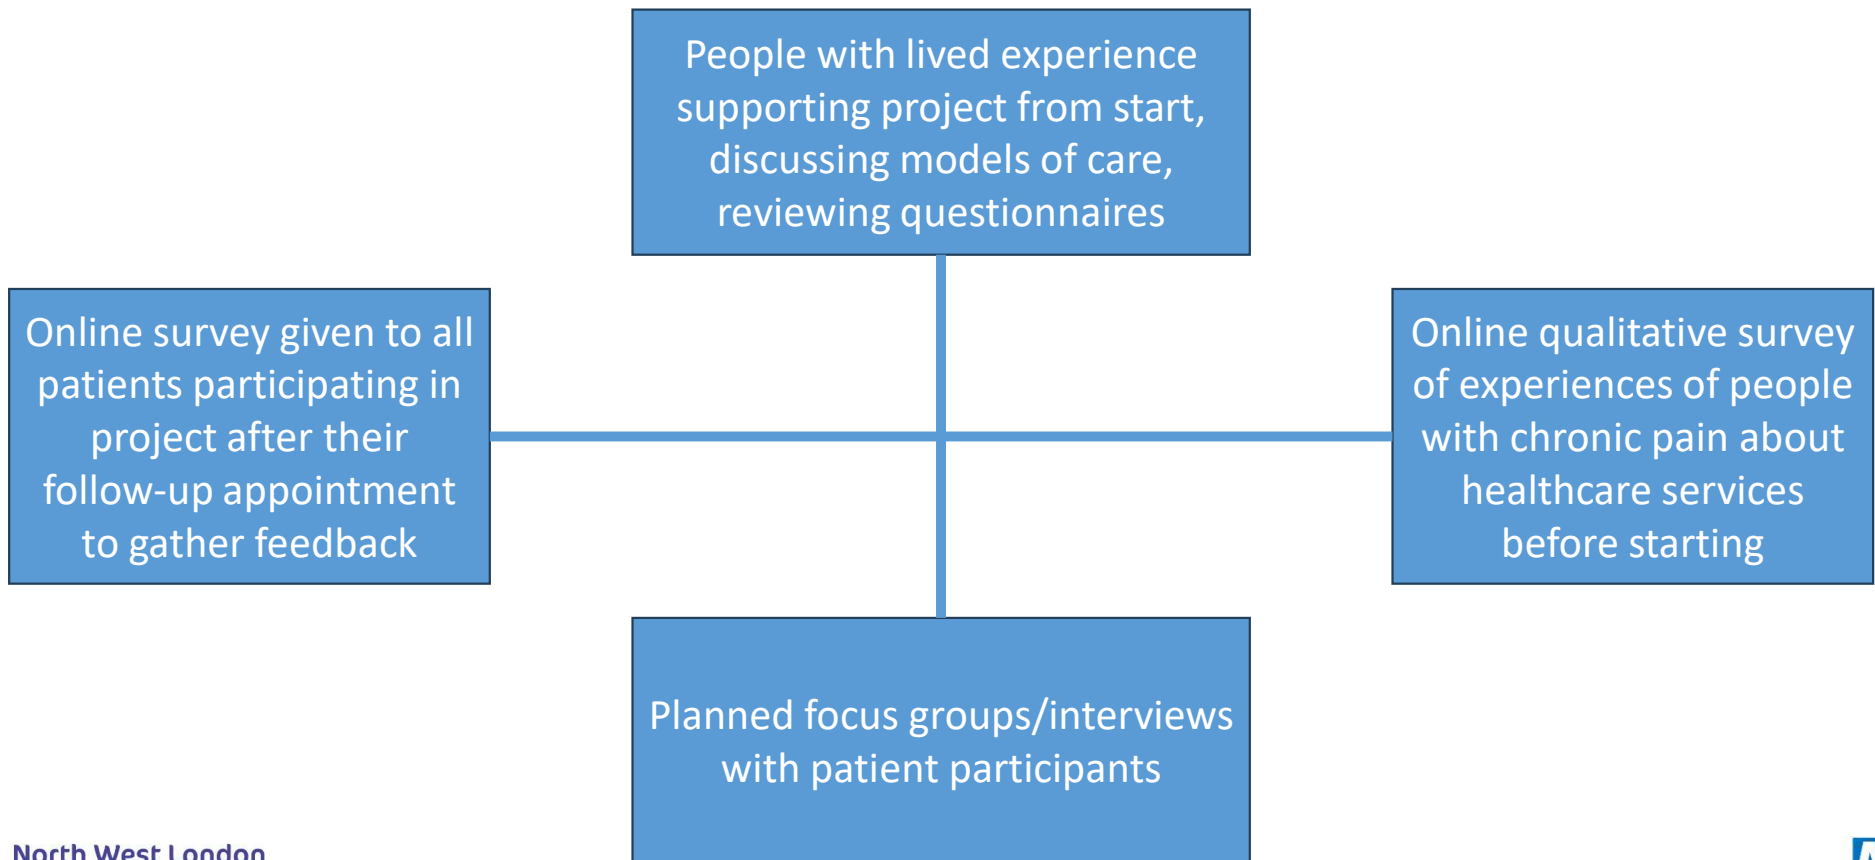 People with lived experience
supporting project from start,
discussing models of care,
reviewing questionnaires
Online survey given to all
patients participating in
project after their
follow-up appointment
to gather feedback
Online qualitative survey
of experiences of people
with chronic pain about
healthcare services
before starting
Planned focus groups/interviews
with patient participants
North West London